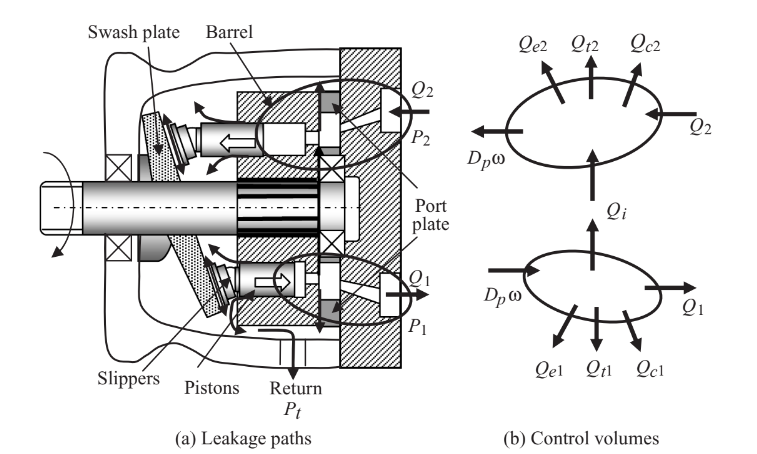 Swash plate
Barrel
Q2
P2
Port
plate
Q1
P1
Slippers
Pistons
Return
Pt
(a) Leakage paths
Qe2
Qt2
Qc2
Q2
Dpω
Qi
Dpω
Q1
Qe1
Qt1
Qc1
(b) Control volumes